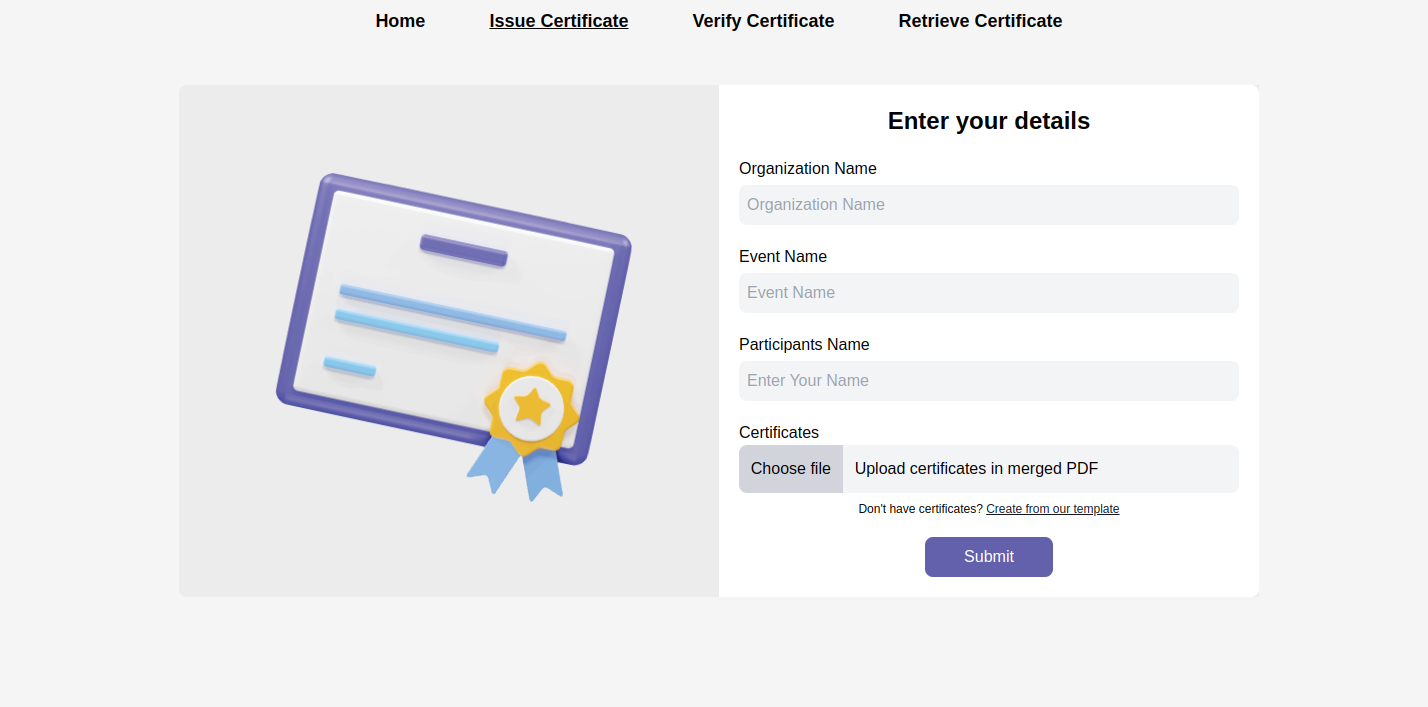 Home Issue Certificate Verify Certificate Retrieve Certificate
Enter your details
Organization Name
Organization Name
Event Name
Event Name
Participants Name
Enter Your Name
Certificates
Choose file Upload certificates in merged PDF
Don't have certificates? Create from our template
Submit